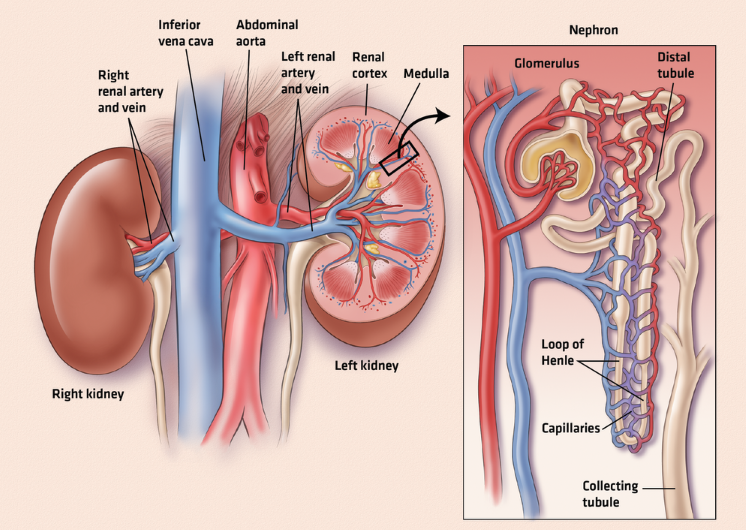 Inferior
vena cava
Abdominal
aorta
Right
renal artery
and vein
Left renal
artery
and vein
Renal
cortex
Medulla
Right kidney
Left kidney
Nephron
Glomerulus
Distal
tubule
Loop of
Henle
Capillaries
Collecting
tubule